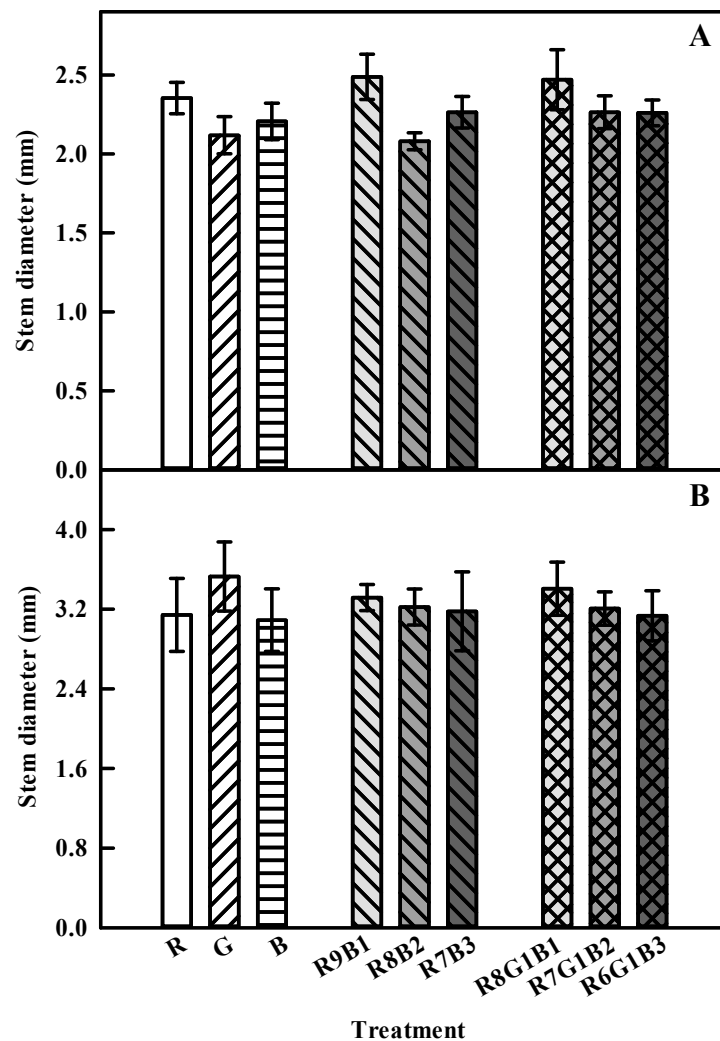 A
Stem diameter (mm)
2.5
2.0
1.5
1.0
0.5
0.0
B
Stem diameter (mm)
4.0
3.2
2.4
1.6
0.8
0.0
R G B R9B1 R8B2 R7B3 R8G1B1 R7G1B2 R6G1B3
Treatment